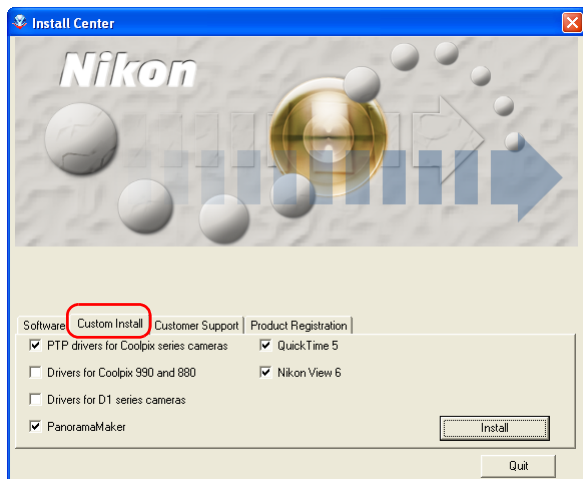 Install Center
Nikon
Software Custom Install Customer Support Product Registration
PTP drivers for Coolpix series cameras QuickTime 5
Drivers for Coolpix 990 and 880 Nikon View 6
Drivers for D1 series cameras
PanoramaMaker
Install
Quit